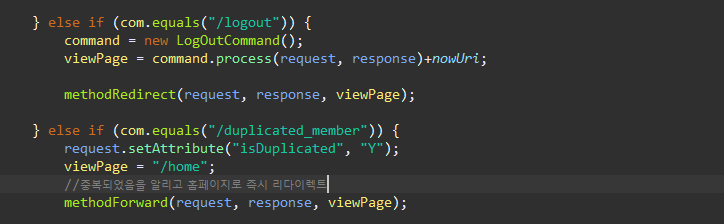 } else if (com.equals("/logout")) {
command = new LogOutCommand();
viewPage = command.process(request, response)+nowUri;
methodRedirect(request, response, viewPage);
} else if (com.equals("/duplicated_member")) {
request.setAttribute("isDuplicated", "Y");
viewPage = "/home";
//중복되었음을 알리고 홈페이지로 즉시 리다이렉트
methodForward(request, response, viewPage);